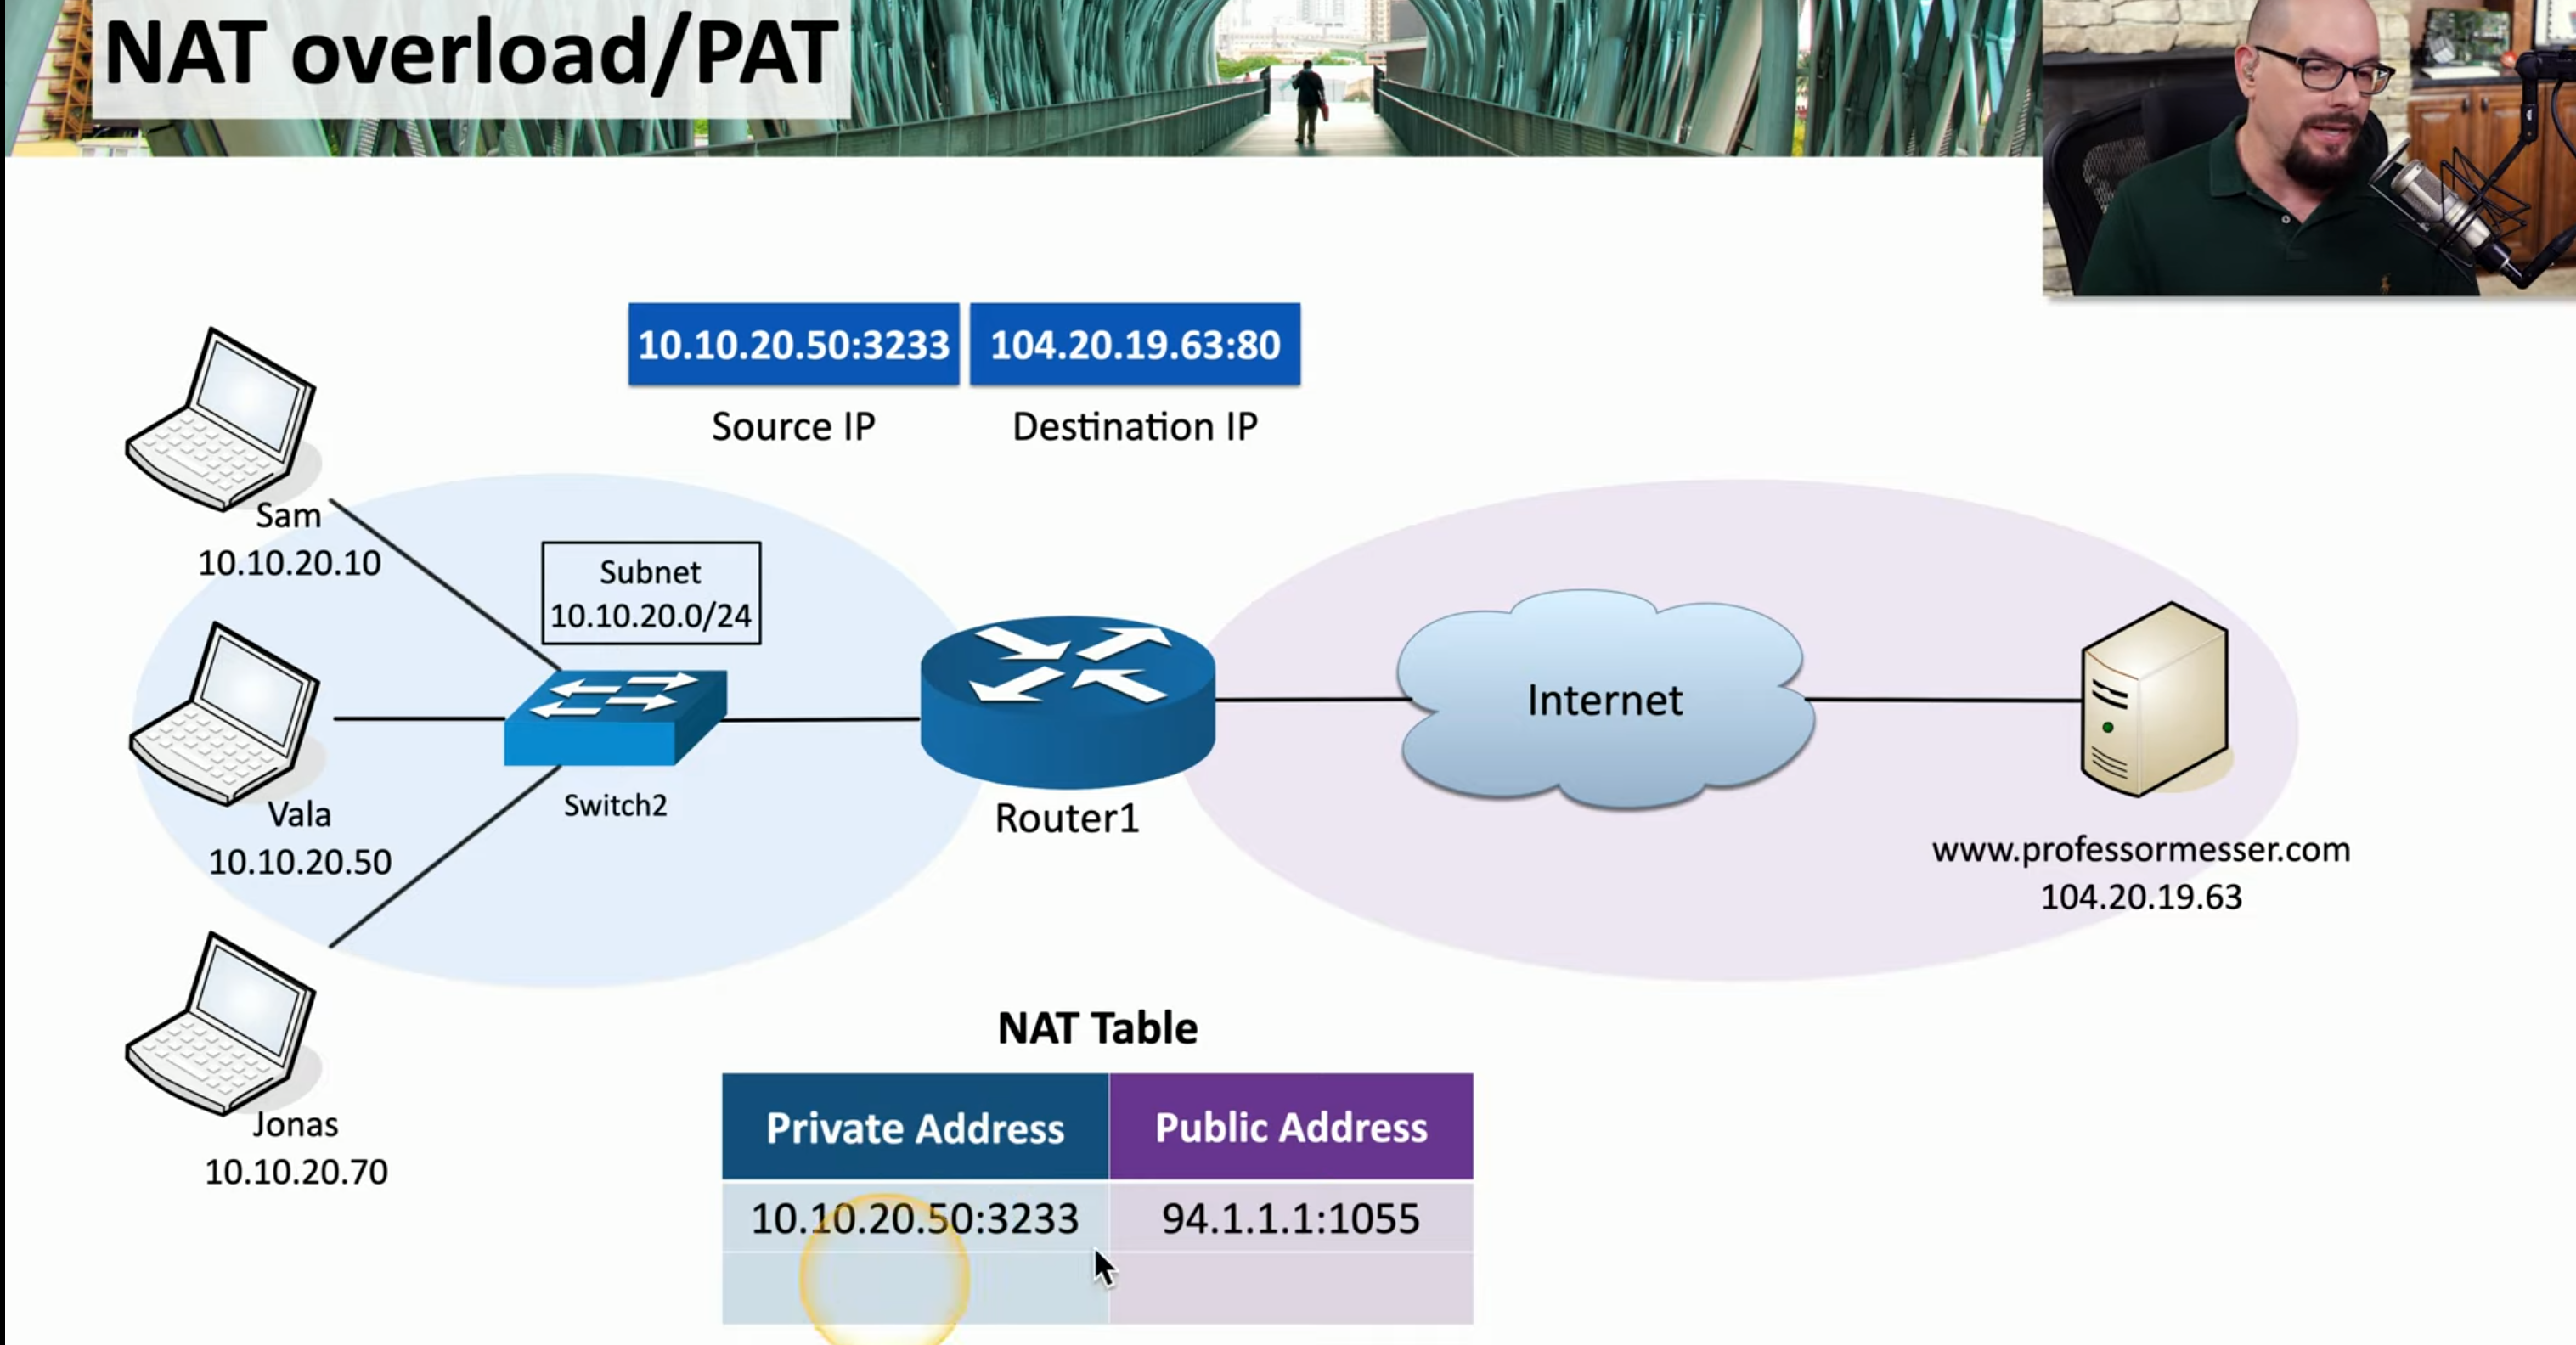 NAT overload/PAT
10.10.20.50:3233
104.20.19.63:80
Source IP
Destination IP
Sam
10.10.20.10
Subnet
10.10.20.0/24
Vala
10.10.20.50
Switch2
Router1
Internet
www.professormesser.com
104.20.19.63
Jonas
10.10.20.70
NAT Table
Private Address
Public Address
10.10.20.50:3233
94.1.1.1:1055